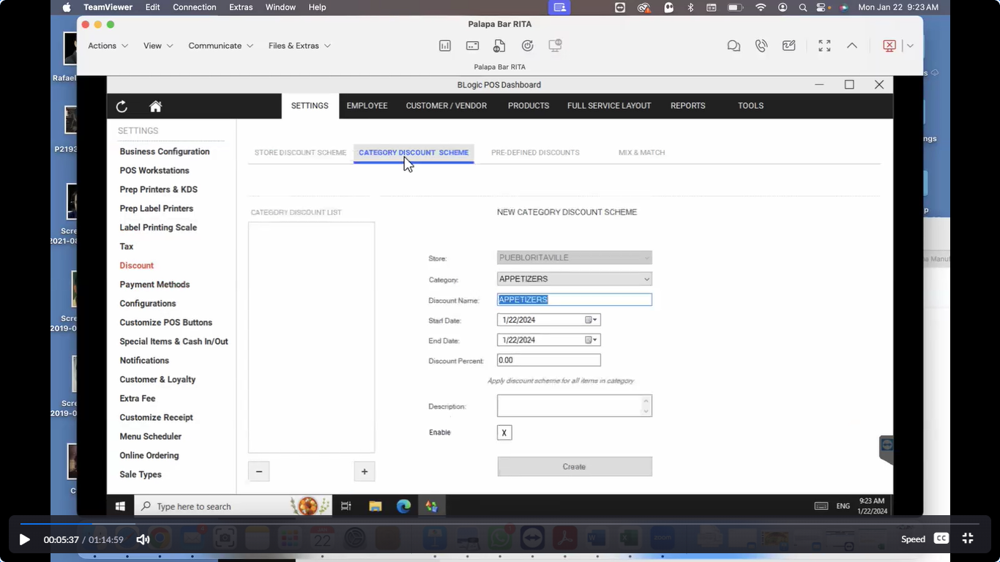 TeamViewer Edit Connection Extras Window Help
Mon Jan 22 9:23 AM
Palapa Bar RITA
Actions View Communicate Files & Extras
Palapa Bar RITA
BLogic POS Dashboard
SETTINGS EMPLOYEE CUSTOMER / VENDOR PRODUCTS FULL SERVICE LAYOUT REPORTS TOOLS
SETTINGS
Business Configuration
POS Workstations
Prep Printers & KDS
Prep Label Printers
Label Printing Scale
Tax
Discount
Payment Methods
Configurations
Customize POS Buttons
Special Items & Cash In/Out
Notifications
Customer & Loyalty
Extra Fee
Customize Receipt
Menu Scheduler
Online Ordering
Sale Types
STORE DISCOUNT SCHEME CATEGORY DISCOUNT SCHEME PRE-DEFINED DISCOUNTS MIX & MATCH
CATEGORY DISCOUNT LIST
NEW CATEGORY DISCOUNT SCHEME
Store: PUEBLORITAVILLE
Category: APPETIZERS
Discount Name: APPETIZERS
Start Date: 1/22/2024
End Date: 1/22/2024
Discount Percent: 0.00
Apply discount scheme for all items in category
Description:
Enable X
Create
− +
Rafael
P2193
Scre
2021-08
Scre
2019-0
Scre
2019-0
C
Type here to search
ENG
9:23 AM
1/22/2024
22
zoom
00:05:37 / 01:14:59
Speed CC